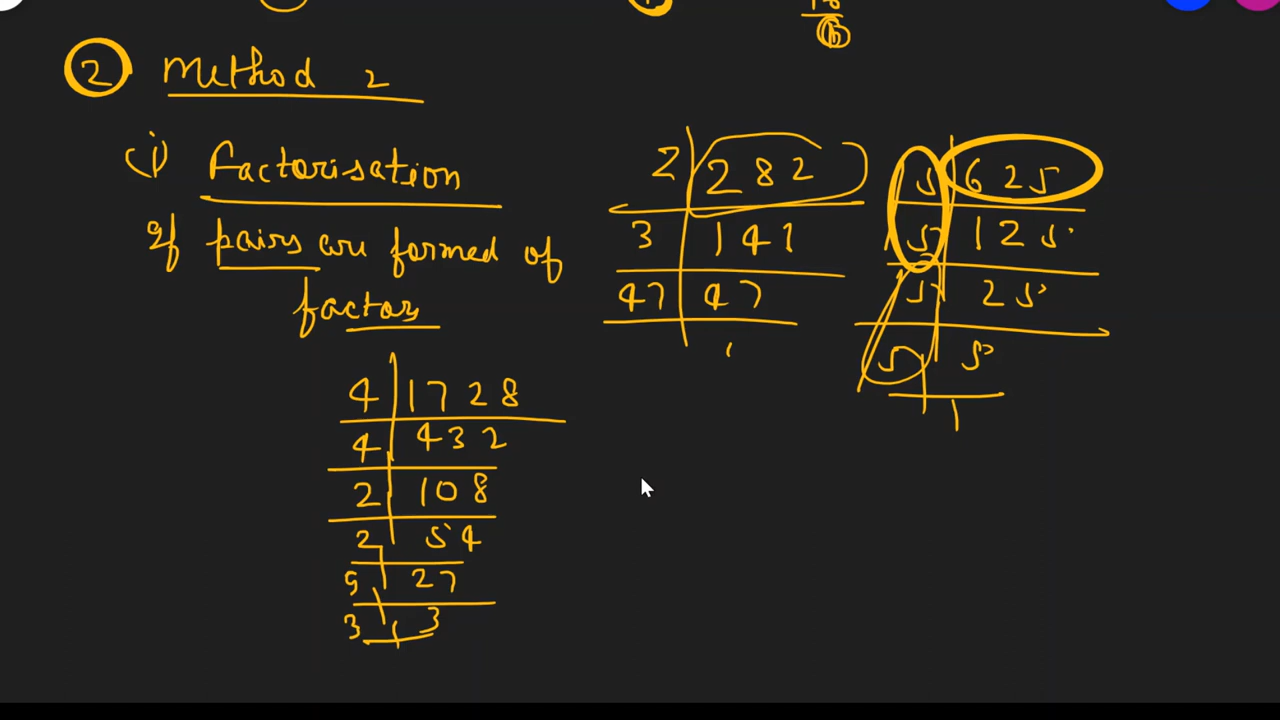 ② Method 2
(i) Factorisation
If pairs are formed of
factors
2 | 282
3 | 141
47 | 47
1
5 | 625
5 | 125
5 | 25
5 | 5
1
4 | 1728
4 | 432
2 | 108
2 | 54
9 | 27
3 | 3
1